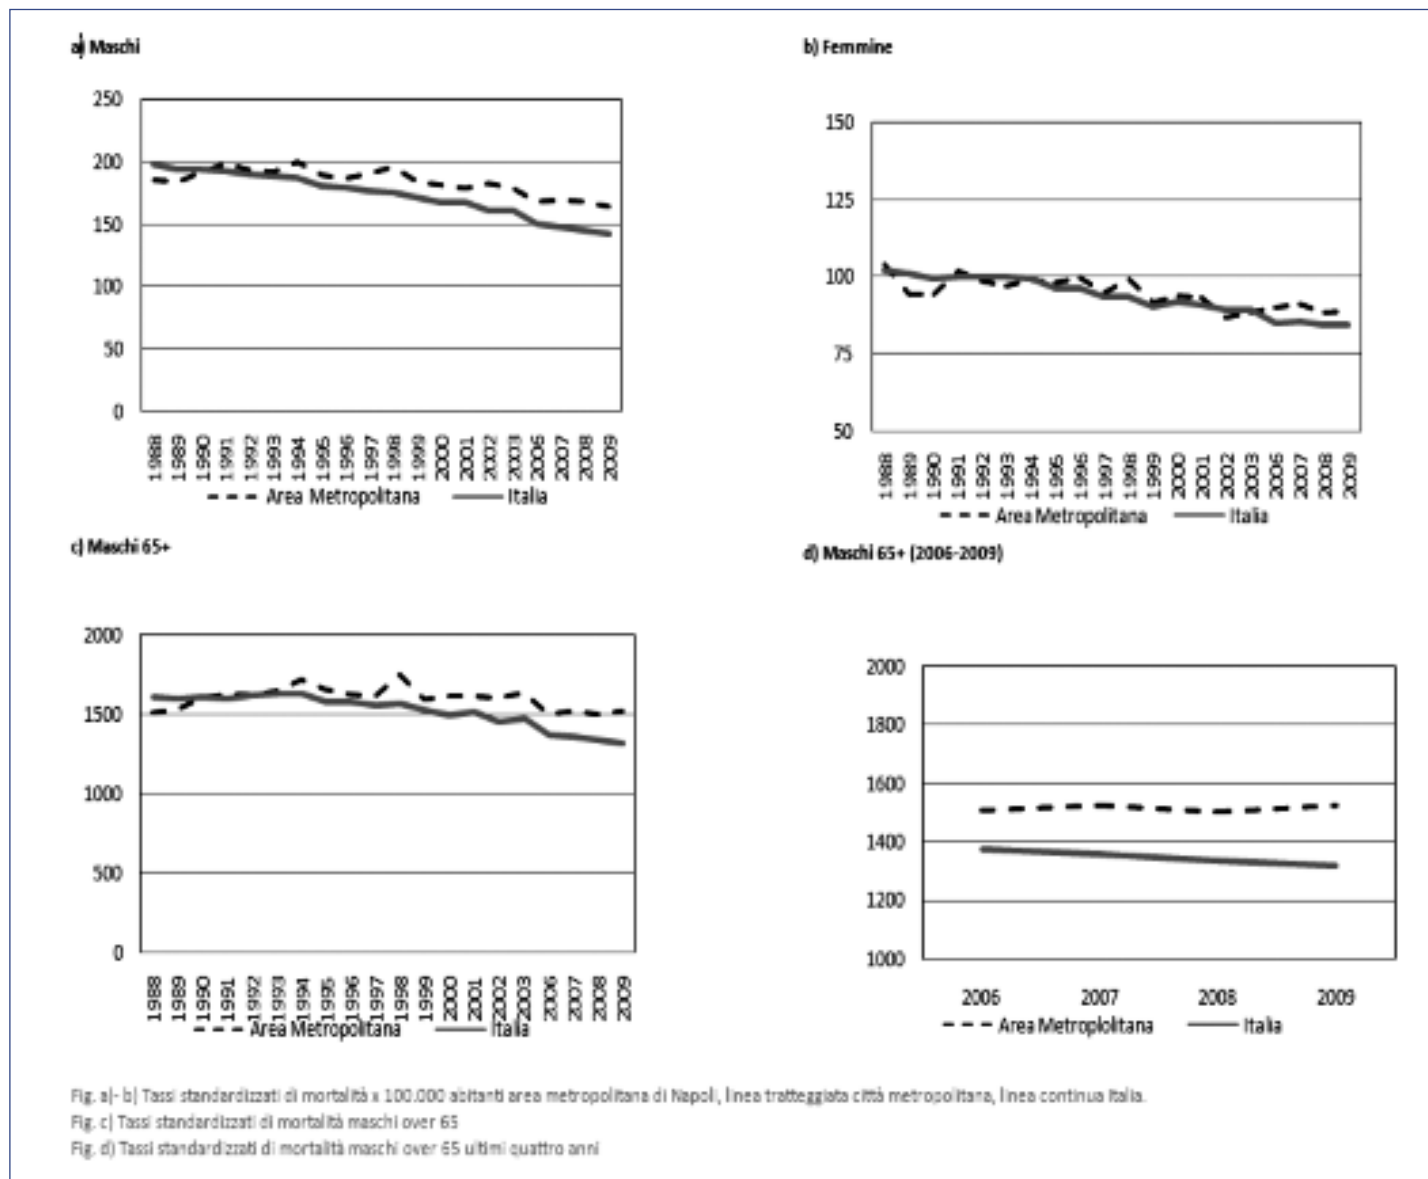 a) Maschi
250
200
150
100
50
0
1988 1989 1990 1991 1992 1993 1994 1995 1996 1997 1998 1999 2000 2001 2002 2003 2006 2007 2008 2009
Area Metropolitana Italia
b) Femmine
150
125
100
75
50
1988 1989 1990 1991 1992 1993 1994 1995 1996 1997 1998 1999 2000 2001 2002 2003 2006 2007 2008 2009
Area Metropolitana Italia
c) Maschi 65+
2000
1500
1000
500
0
1988 1989 1990 1991 1992 1993 1994 1995 1996 1997 1998 1999 2000 2001 2002 2003 2006 2007 2008 2009
Area Metropolitana Italia
d) Maschi 65+ (2006-2009)
2000
1800
1600
1400
1200
1000
2006 2007 2008 2009
Area Metroplolitana Italia
Fig. a)- b) Tassi standardizzati di mortalità x 100.000 abitanti area metropolitana di Napoli, linea tratteggiata città metropolitana, linea continua Italia.
Fig. c) Tassi standardizzati di mortalità maschi over 65
Fig. d) Tassi standardizzati di mortalità maschi over 65 ultimi quattro anni